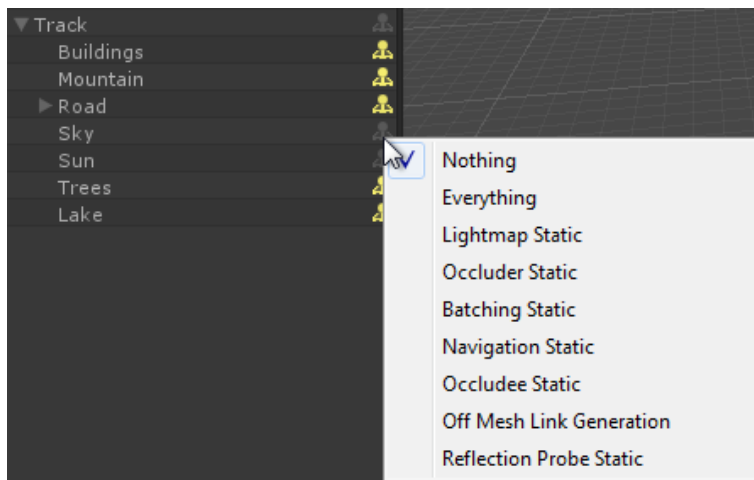 Track
Buildings
Mountain
Road
Sky
Sun
Trees
Lake
Nothing
Everything
Lightmap Static
Occluder Static
Batching Static
Navigation Static
Occludee Static
Off Mesh Link Generation
Reflection Probe Static